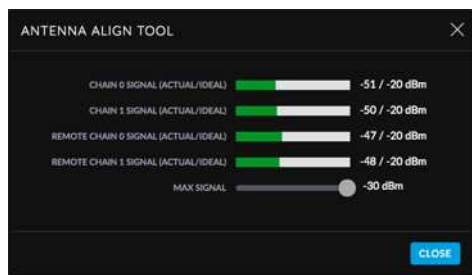 ANTENNA ALIGN TOOL
CHAIN 0 SIGNAL (ACTUAL/IDEAL) -51 / -20 dBm
CHAIN 1 SIGNAL (ACTUAL/IDEAL) -50 / -20 dBm
REMOTE CHAIN 0 SIGNAL (ACTUAL/IDEAL) -47 / -20 dBm
REMOTE CHAIN 1 SIGNAL (ACTUAL/IDEAL) -48 / -20 dBm
MAX SIGNAL -30 dBm
CLOSE